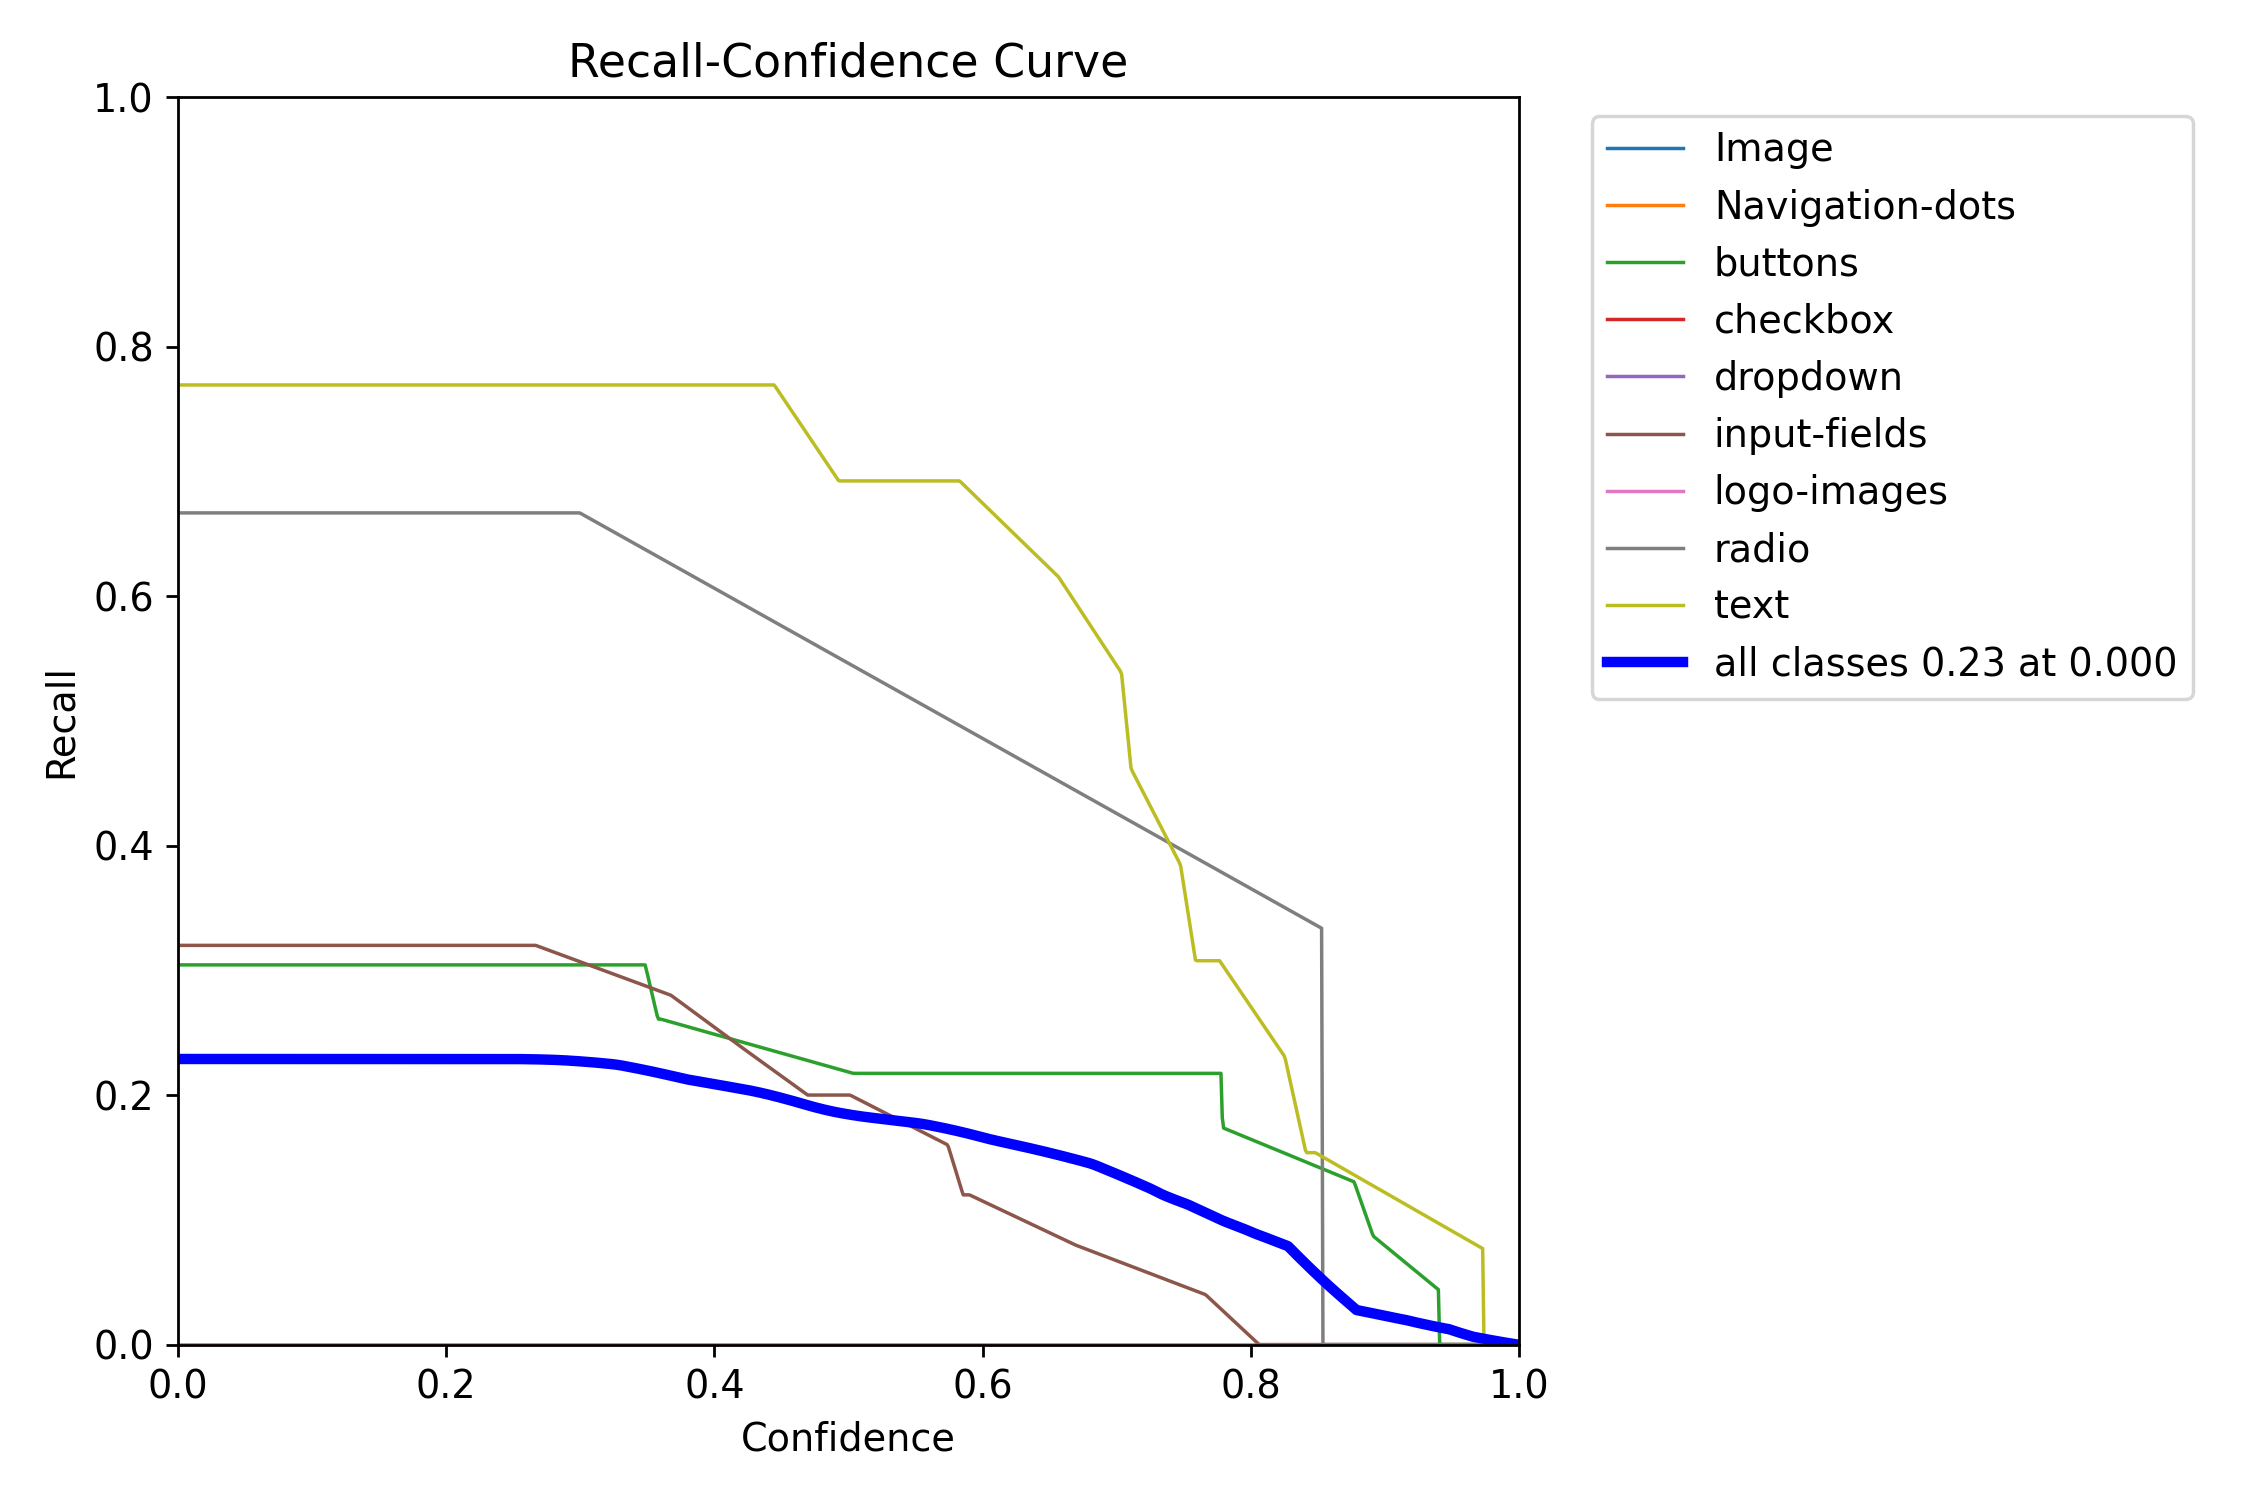 Recall-Confidence Curve
1.0
0.8
0.6
0.4
0.2
0.0
Recall
0.0 0.2 0.4 0.6 0.8 1.0
Confidence
Image
Navigation-dots
buttons
checkbox
dropdown
input-fields
logo-images
radio
text
all classes 0.23 at 0.000